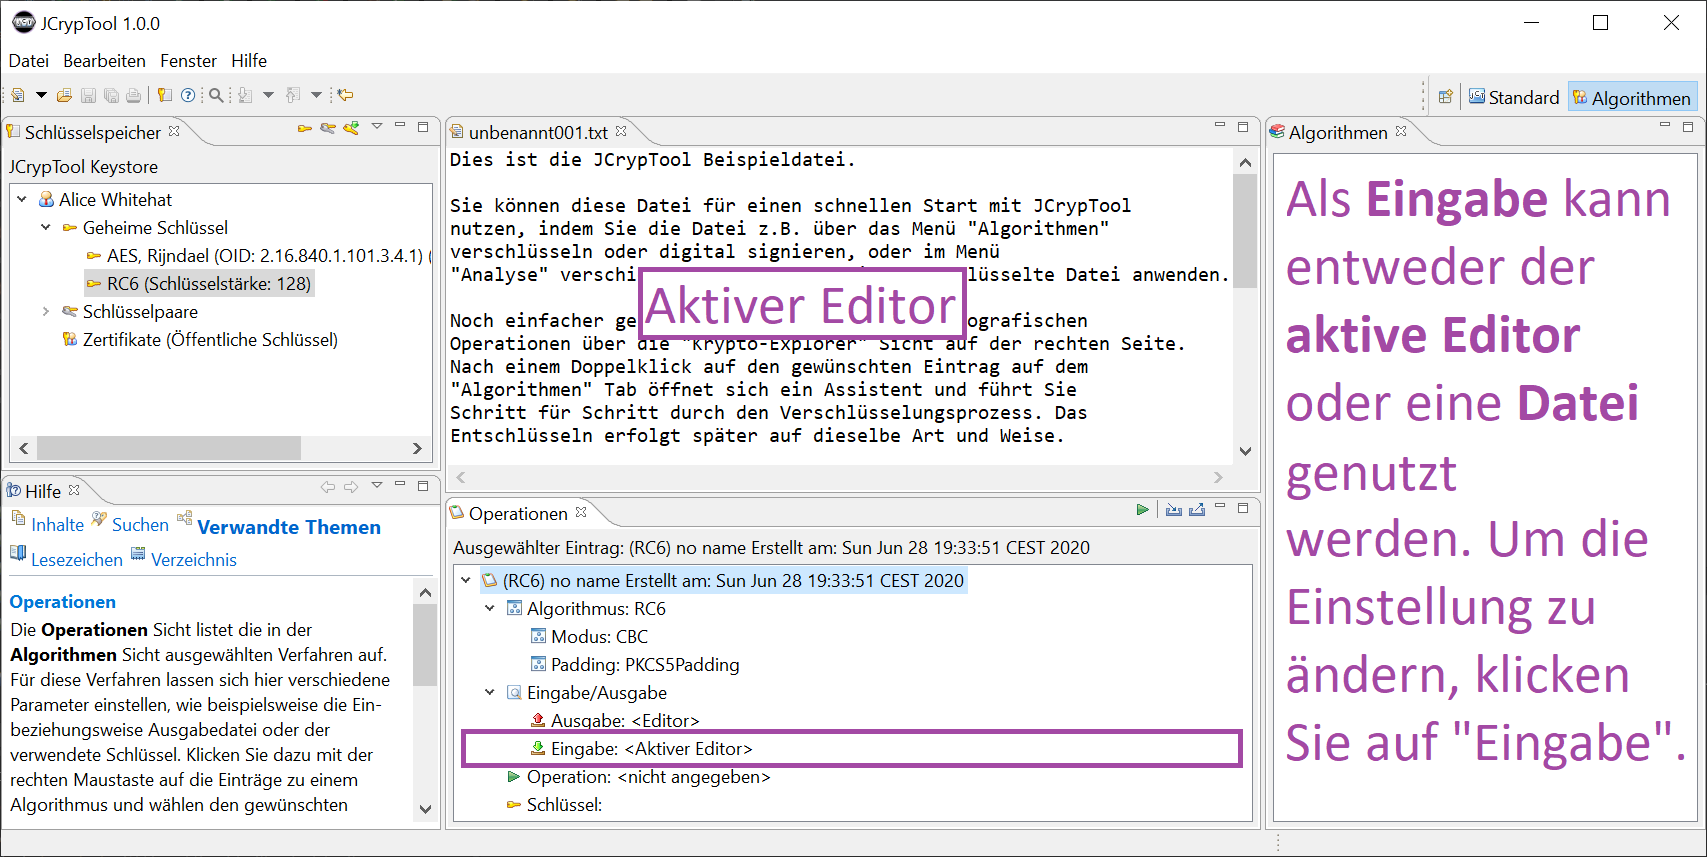 JCrypTool 1.0.0
Datei Bearbeiten Fenster Hilfe
Standard Algorithmen
Schlüsselspeicher
JCrypTool Keystore
Alice Whitehat
Geheime Schlüssel
AES, Rijndael (OID: 2.16.840.1.101.3.4.1) (
RC6 (Schlüsselstärke: 128)
Schlüsselpaare
Zertifikate (Öffentliche Schlüssel)
Hilfe
Inhalte Suchen Verwandte Themen
Lesezeichen Verzeichnis
Operationen
Die Operationen Sicht listet die in der
Algorithmen Sicht ausgewählten Verfahren auf.
Für diese Verfahren lassen sich hier verschiedene
Parameter einstellen, wie beispielsweise die Ein-
beziehungsweise Ausgabedatei oder der
verwendete Schlüssel. Klicken Sie dazu mit der
rechten Maustaste auf die Einträge zu einem
Algorithmus und wählen den gewünschten
unbenannt001.txt
Dies ist die JCrypTool Beispieldatei.
Sie können diese Datei für einen schnellen Start mit JCrypTool
nutzen, indem Sie die Datei z.B. über das Menü "Algorithmen"
verschlüsseln oder digital signieren, oder im Menü
"Analyse" verschi lüsselte Datei anwenden.
Aktiver Editor
Noch einfacher ge ografischen
Operationen über die "Krypto-Explorer" Sicht auf der rechten Seite.
Nach einem Doppelklick auf den gewünschten Eintrag auf dem
"Algorithmen" Tab öffnet sich ein Assistent und führt Sie
Schritt für Schritt durch den Verschlüsselungsprozess. Das
Entschlüsseln erfolgt später auf dieselbe Art und Weise.
Operationen
Ausgewählter Eintrag: (RC6) no name Erstellt am: Sun Jun 28 19:33:51 CEST 2020
(RC6) no name Erstellt am: Sun Jun 28 19:33:51 CEST 2020
Algorithmus: RC6
Modus: CBC
Padding: PKCS5Padding
Eingabe/Ausgabe
Ausgabe: <Editor>
Eingabe: <Aktiver Editor>
Operation: <nicht angegeben>
Schlüssel:
Algorithmen
Als Eingabe kann
entweder der
aktive Editor
oder eine Datei
genutzt
werden. Um die
Einstellung zu
ändern, klicken
Sie auf "Eingabe".